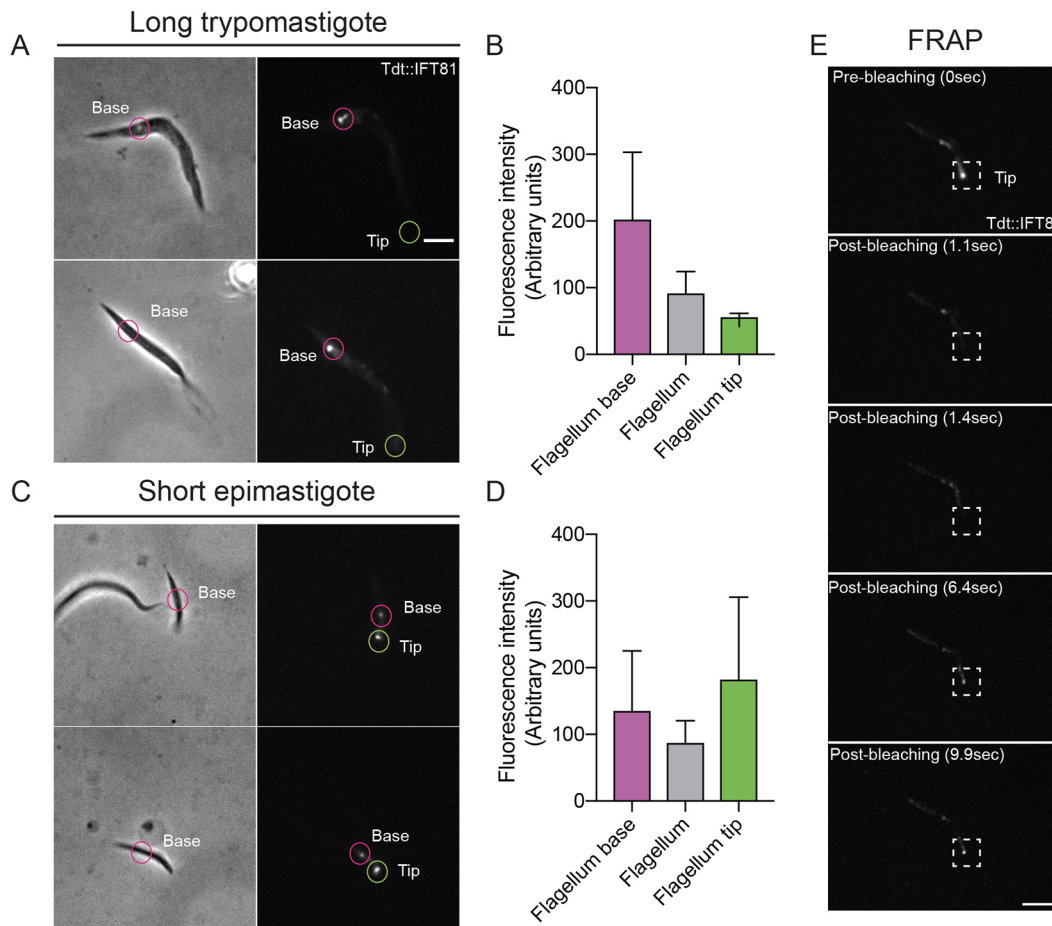 Long trypomastigote
A
Tdt::IFT81
Base
Base
Tip
Base
Base
Tip
B
Fluorescence intensity
(Arbitrary units)
400
300
200
100
0
Flagellum base
Flagellum
Flagellum tip
C
Short epimastigote
Base
Base
Tip
Base
Base
Tip
D
Fluorescence intensity
(Arbitrary units)
400
300
200
100
0
Flagellum base
Flagellum
Flagellum tip
E
FRAP
Pre-bleaching (0sec)
Tip
Tdt::IFT8
Post-bleaching (1.1sec)
Post-bleaching (1.4sec)
Post-bleaching (6.4sec)
Post-bleaching (9.9sec)